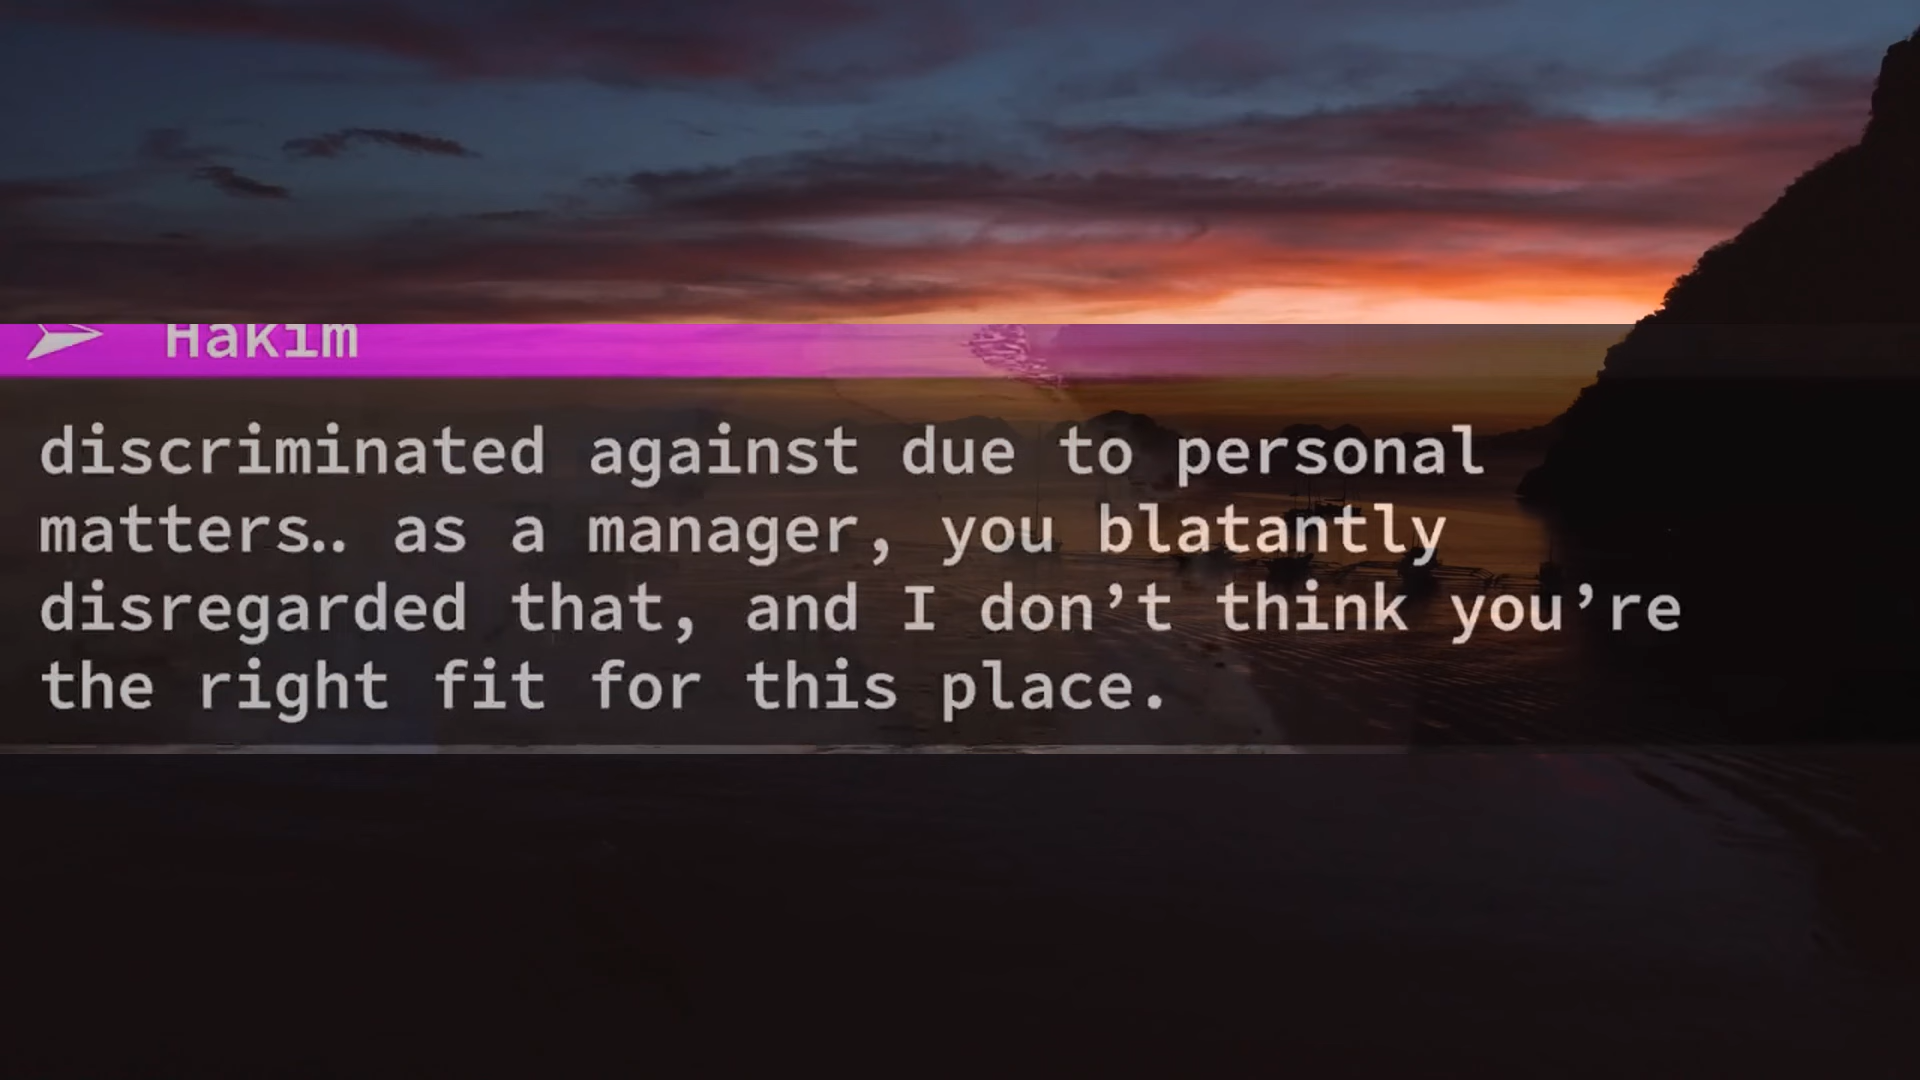 Hakim
discriminated against due to personal
matters.. as a manager, you blatantly
disregarded that, and I don’t think you’re
the right fit for this place.